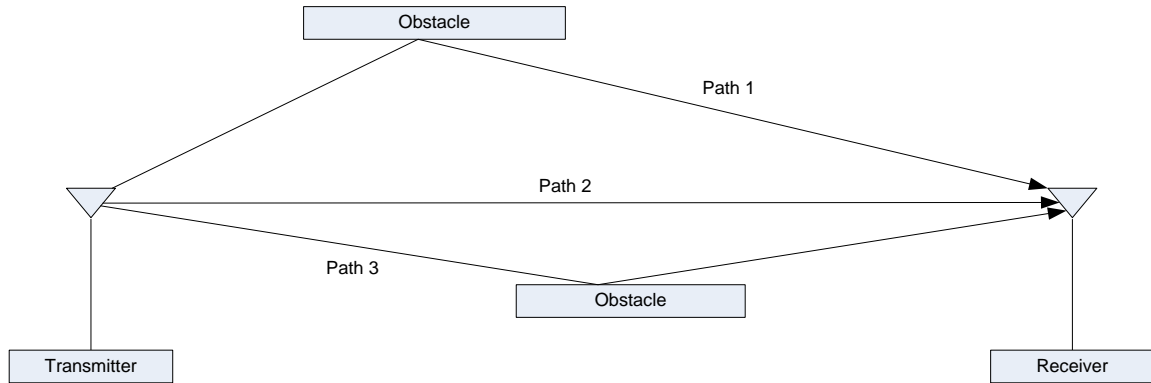 Obstacle
Path 1
Path 2
Path 3
Obstacle
Transmitter
Receiver